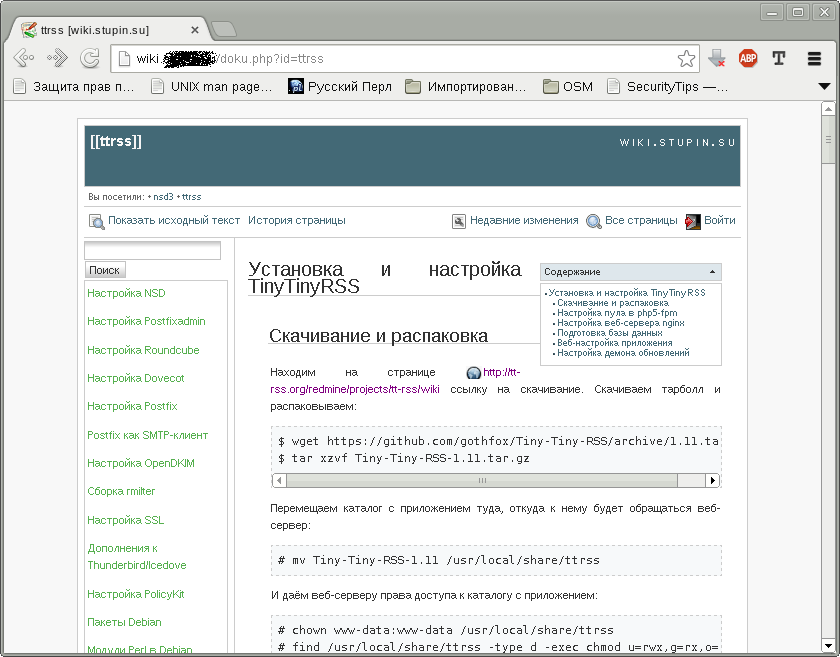 ttrss [wiki.stupin.su]
wiki. /doku.php?id=ttrss
ABP T
Защита прав п... UNIX man page... Русский Перл Импортирован... OSM SecurityTips —...
[[ttrss]]
WIKI.STUPIN.SU
Вы посетили: • nsd3 • ttrss
Показать исходный текст История страницы Недавние изменения Все страницы Войти
Поиск
Настройка NSD
Настройка Postfixadmin
Настройка Roundcube
Настройка Dovecot
Настройка Postfix
Postfix как SMTP-клиент
Настройка OpenDKIM
Сборка rmilter
Настройка SSL
Дополнения к
Thunderbird/Icedove
Настройка PolicyKit
Пакеты Debian
Модули Perl в Debian
Установка и настройка
TinyTinyRSS
Содержание
•Установка и настройка TinyTinyRSS
•Скачивание и распаковка
•Настройка пула в php5-fpm
•Настройка веб-сервера nginx
•Подготовка базы данных
•Веб-настройка приложения
•Настройка демона обновлений
Скачивание и распаковка
Находим на странице http://tt-
rss.org/redmine/projects/tt-rss/wiki ссылку на скачивание. Скачиваем тарболл и
распаковываем:
$ wget https://github.com/gothfox/Tiny-Tiny-RSS/archive/1.11.ta
$ tar xzvf Tiny-Tiny-RSS-1.11.tar.gz
Перемещаем каталог с приложением туда, откуда к нему будет обращаться веб-
сервер:
# mv Tiny-Tiny-RSS-1.11 /usr/local/share/ttrss
И даём веб-серверу права доступа к каталогу с приложением:
# chown www-data:www-data /usr/local/share/ttrss
# find /usr/local/share/ttrss -type d -exec chmod u=rwx,g=rx,o=